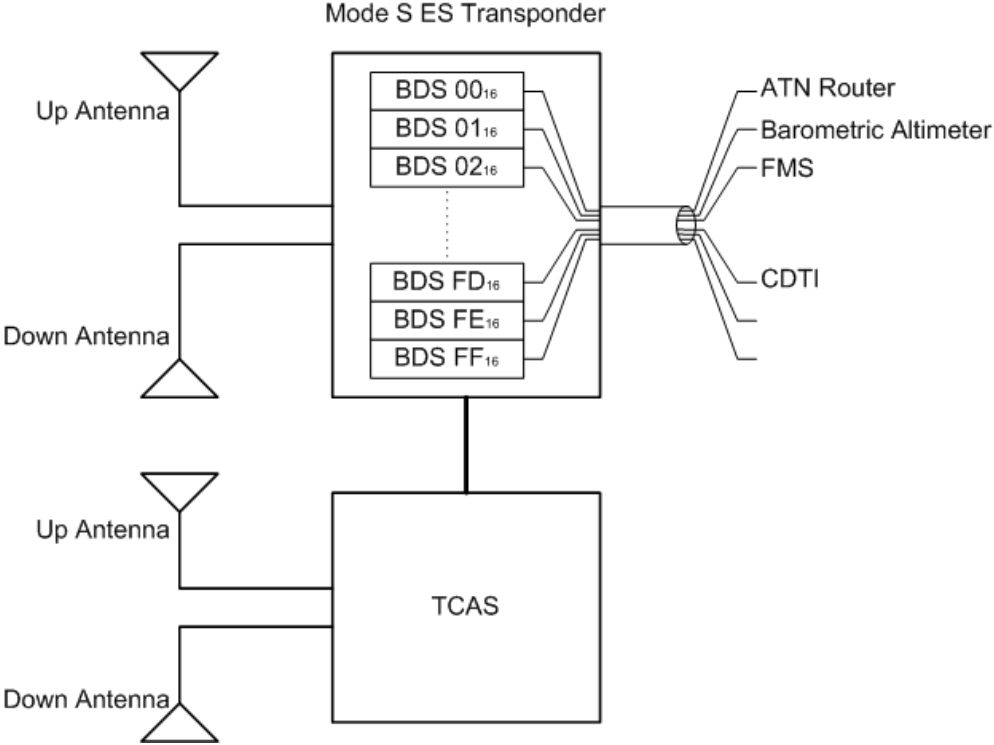 Mode S ES Transponder
Up Antenna
BDS 00₁₆
BDS 01₁₆
BDS 02₁₆
ATN Router
Barometric Altimeter
FMS
Down Antenna
BDS FD₁₆
BDS FE₁₆
BDS FF₁₆
CDTI
Up Antenna
TCAS
Down Antenna